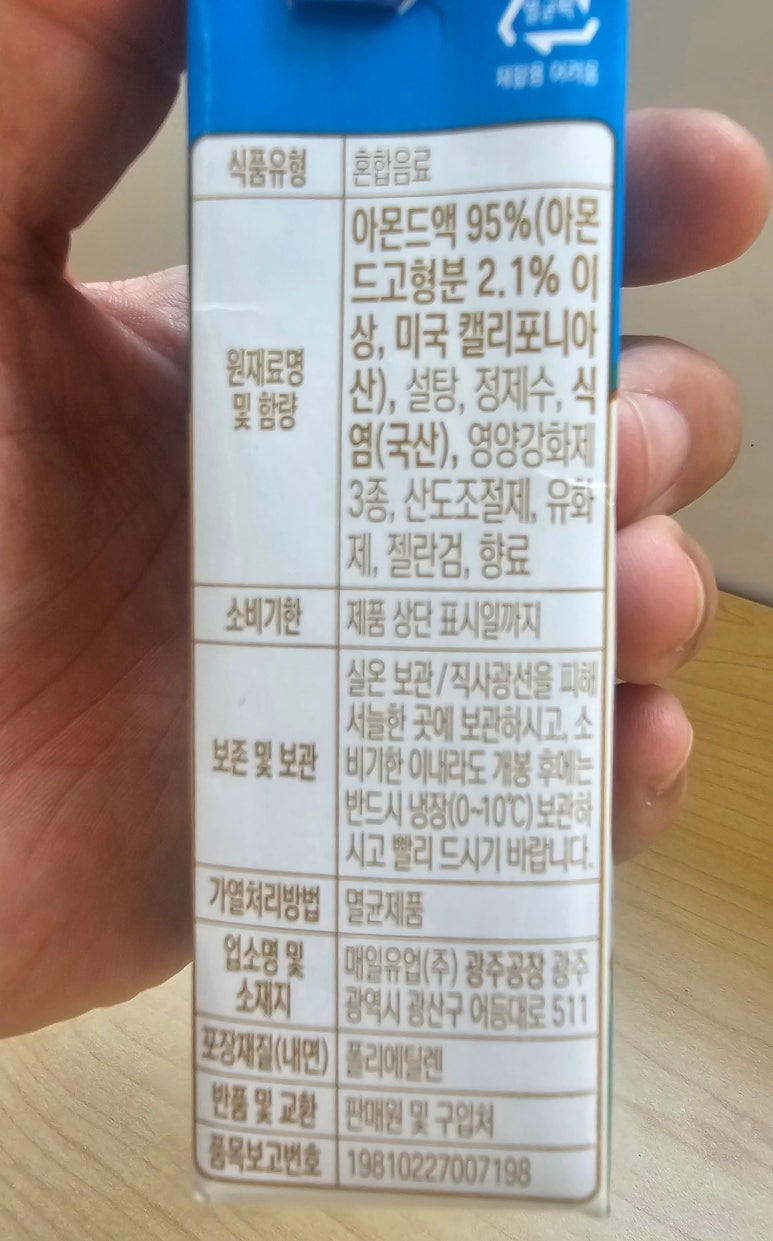 멸균팩
재활용 어려움
식품유형
혼합음료
원재료명
및 함량
아몬드액 95%(아몬
드고형분 2.1% 이
상, 미국 캘리포니아
산), 설탕, 정제수, 식
염(국산), 영양강화제
3종, 산도조절제, 유화
제, 젤란검, 향료
소비기한
제품 상단 표시일까지
보존 및 보관
실온 보관/직사광선을 피해
서늘한 곳에 보관하시고, 소
비기한 이내라도 개봉 후에는
반드시 냉장(0~10℃)보관하
시고 빨리 드시기 바랍니다.
가열처리방법
멸균제품
업소명 및
소재지
매일유업(주) 광주공장 광주
광역시 광산구 어등대로 511
포장재질(내면)
폴리에틸렌
반품 및 교환
판매원 및 구입처
품목보고번호
19810227007198